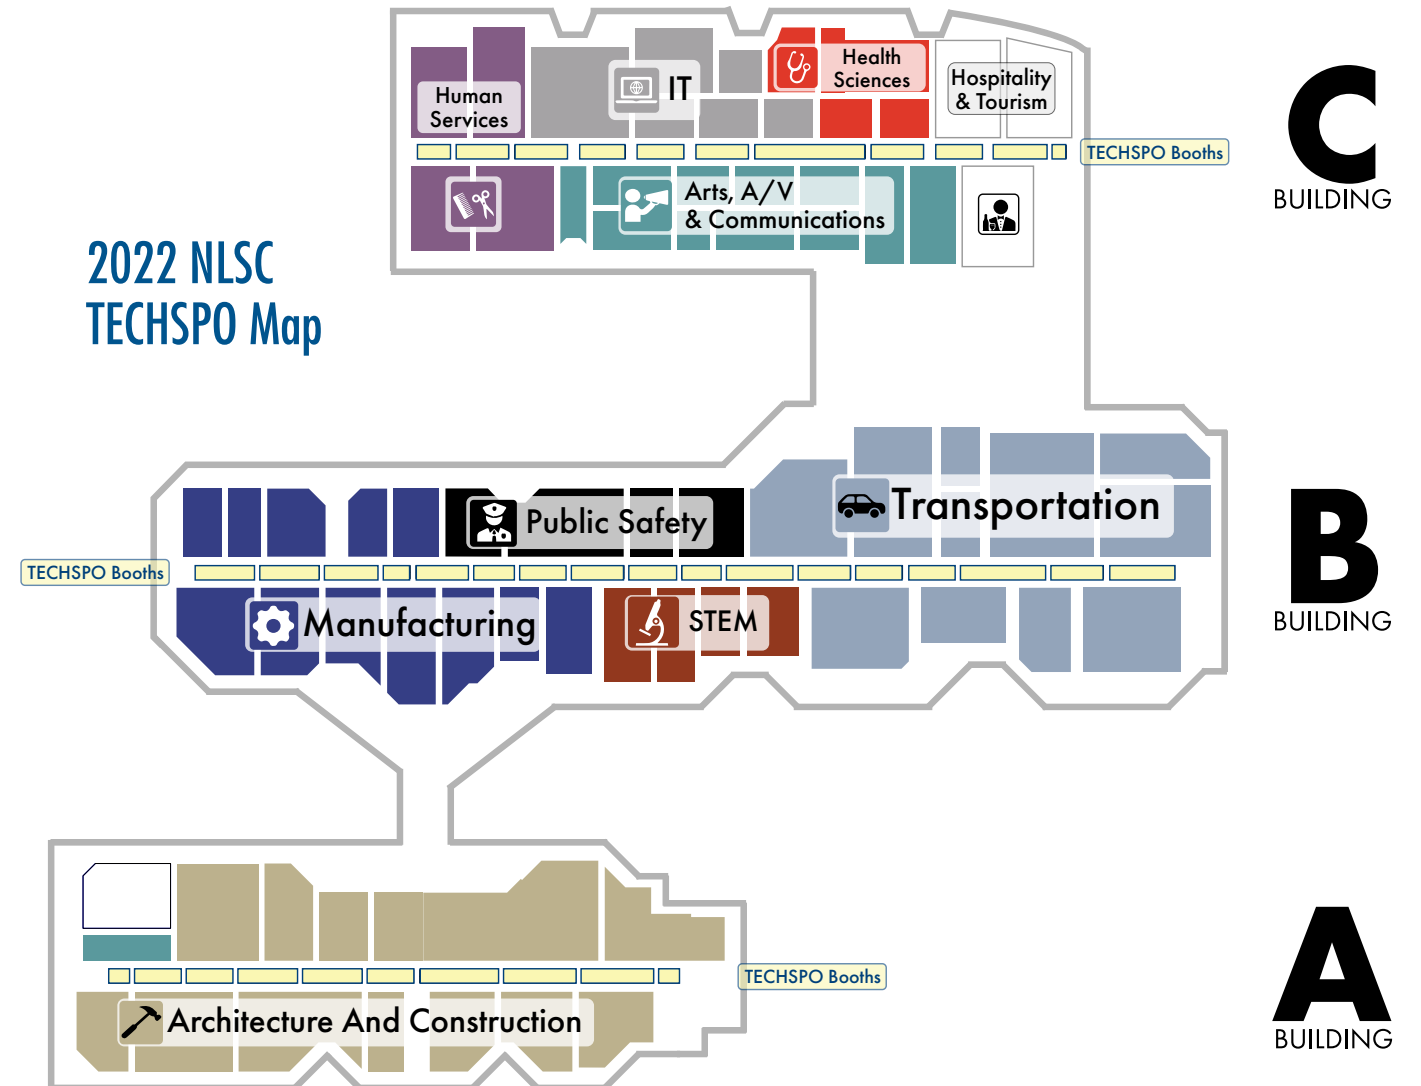 2022 NLSC
TECHSPO Map
Human
Services
IT
Health
Sciences
Hospitality
& Tourism
TECHSPO Booths
Arts, A/V
& Communications
C
BUILDING
Transportation
Public Safety
TECHSPO Booths
Manufacturing
STEM
B
BUILDING
TECHSPO Booths
Architecture And Construction
A
BUILDING